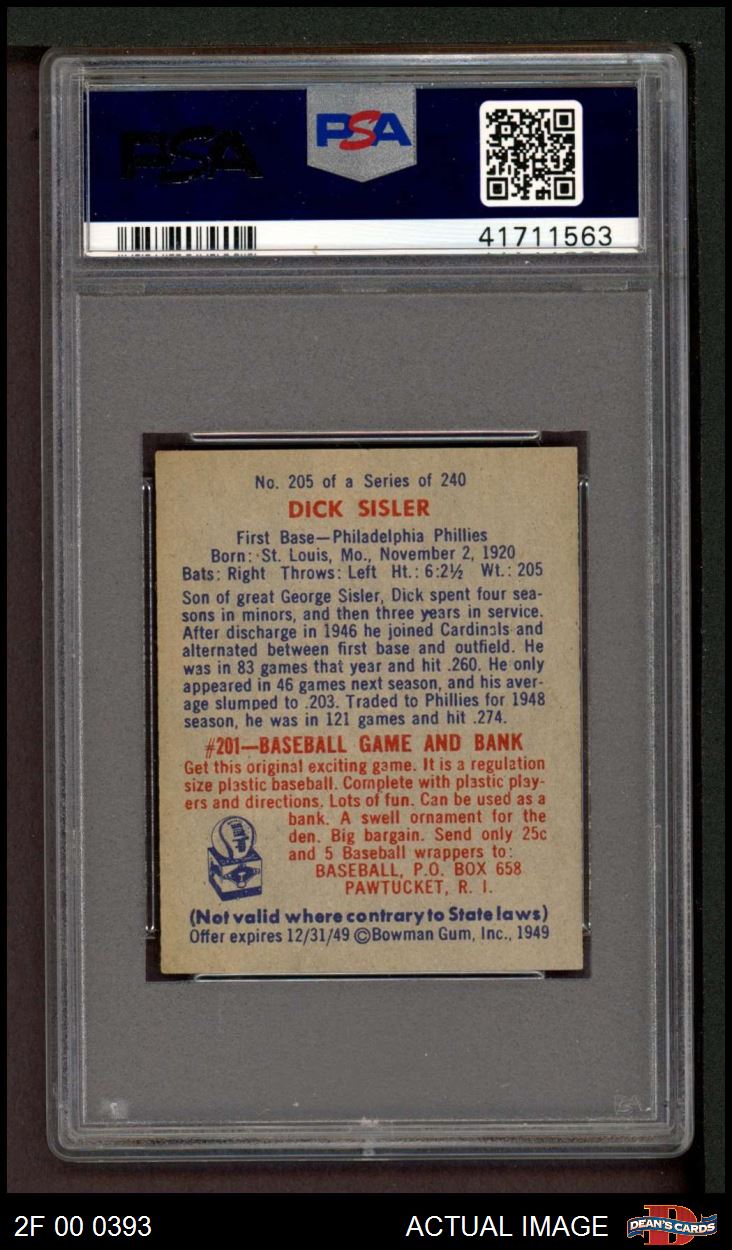 PSA
PSA
41711563
No. 205 of a Series of 240
DICK SISLER
First Base—Philadelphia Phillies
Born: St. Louis, Mo., November 2, 1920
Bats: Right Throws: Left Ht.: 6:2½ Wt.: 205
Son of great George Sisler, Dick spent four sea-
sons in minors, and then three years in service.
After discharge in 1946 he joined Cardinals and
alternated between first base and outfield. He
was in 83 games that year and hit .260. He only
appeared in 46 games next season, and his aver-
age slumped to .203. Traded to Phillies for 1948
season, he was in 121 games and hit .274.
#201—BASEBALL GAME AND BANK
Get this original exciting game. It is a regulation
size plastic baseball. Complete with plastic play-
ers and directions. Lots of fun. Can be used as a
bank. A swell ornament for the
den. Big bargain. Send only 25c
and 5 Baseball wrappers to:
BASEBALL, P.O. BOX 658
PAWTUCKET, R. I.
(Not valid where contrary to State laws)
Offer expires 12/31/49 ©Bowman Gum, Inc., 1949
PSA
2F 00 0393
ACTUAL IMAGE
DEAN'S CARDS